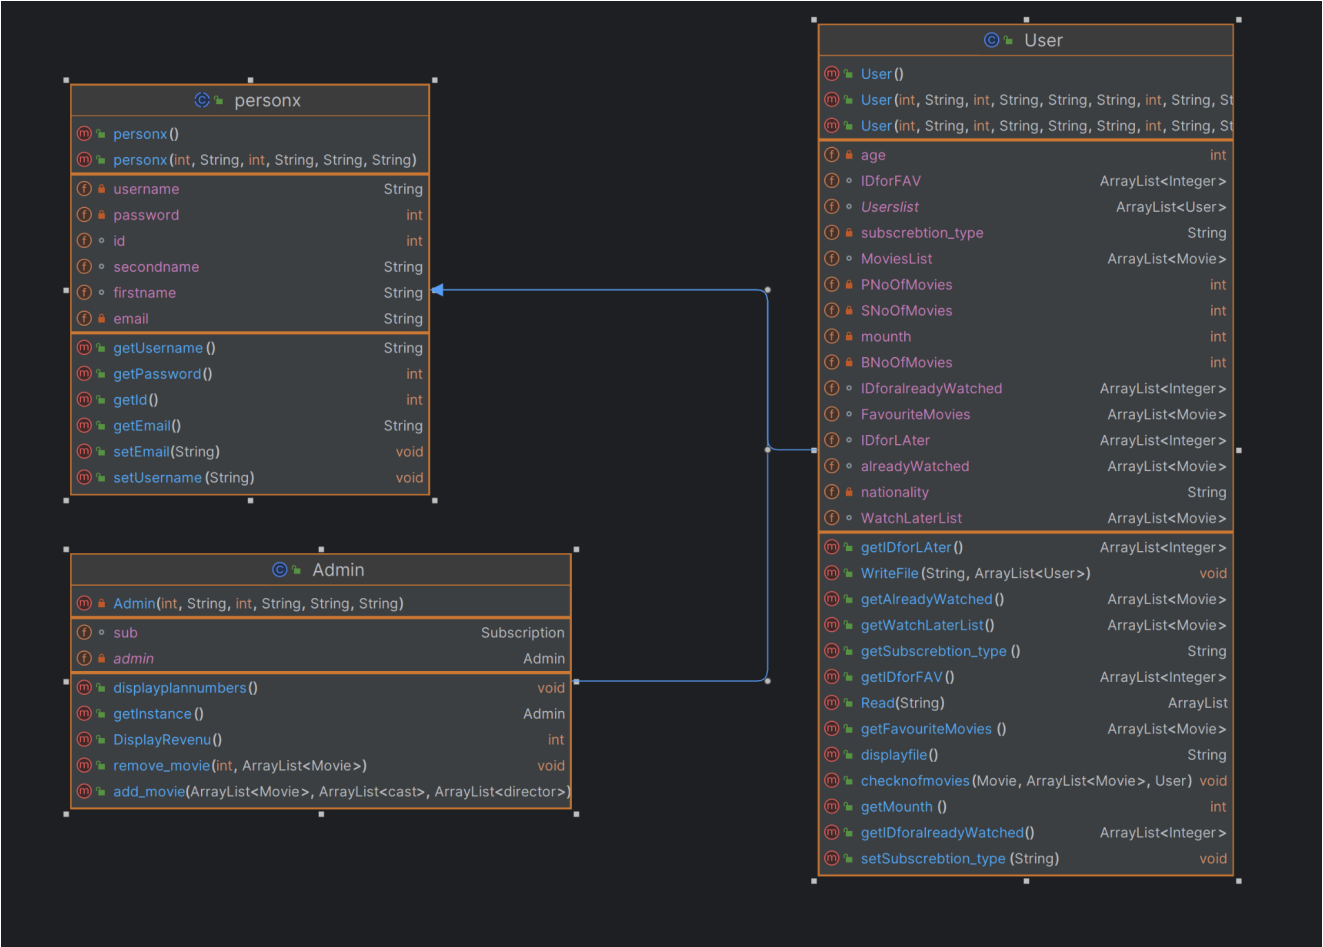 personx
personx()
personx(int, String, int, String, String, String)
username String
password int
id int
secondname String
firstname String
email String
getUsername() String
getPassword() int
getId() int
getEmail() String
setEmail(String) void
setUsername(String) void
Admin
Admin(int, String, int, String, String, String)
sub Subscription
admin Admin
displayplannumbers() void
getInstance() Admin
DisplayRevenu() int
remove_movie(int, ArrayList<Movie>) void
add_movie(ArrayList<Movie>, ArrayList<cast>, ArrayList<director>)
User
User()
User(int, String, int, String, String, String, int, String, St
User(int, String, int, String, String, String, int, String, St
age int
IDforFAV ArrayList<Integer>
Userslist ArrayList<User>
subscrebtion_type String
MoviesList ArrayList<Movie>
PNoOfMovies int
SNoOfMovies int
mounth int
BNoOfMovies int
IDforalreadyWatched ArrayList<Integer>
FavouriteMovies ArrayList<Movie>
IDforLAter ArrayList<Integer>
alreadyWatched ArrayList<Movie>
nationality String
WatchLaterList ArrayList<Movie>
getIDforLAter() ArrayList<Integer>
WriteFile(String, ArrayList<User>) void
getAlreadyWatched() ArrayList<Movie>
getWatchLaterList() ArrayList<Movie>
getSubscrebtion_type () String
getIDforFAV() ArrayList<Integer>
Read(String) ArrayList
getFavouriteMovies () ArrayList<Movie>
displayfile() String
checknofmovies(Movie, ArrayList<Movie>, User) void
getMounth () int
getIDforalreadyWatched() ArrayList<Integer>
setSubscrebtion_type (String) void